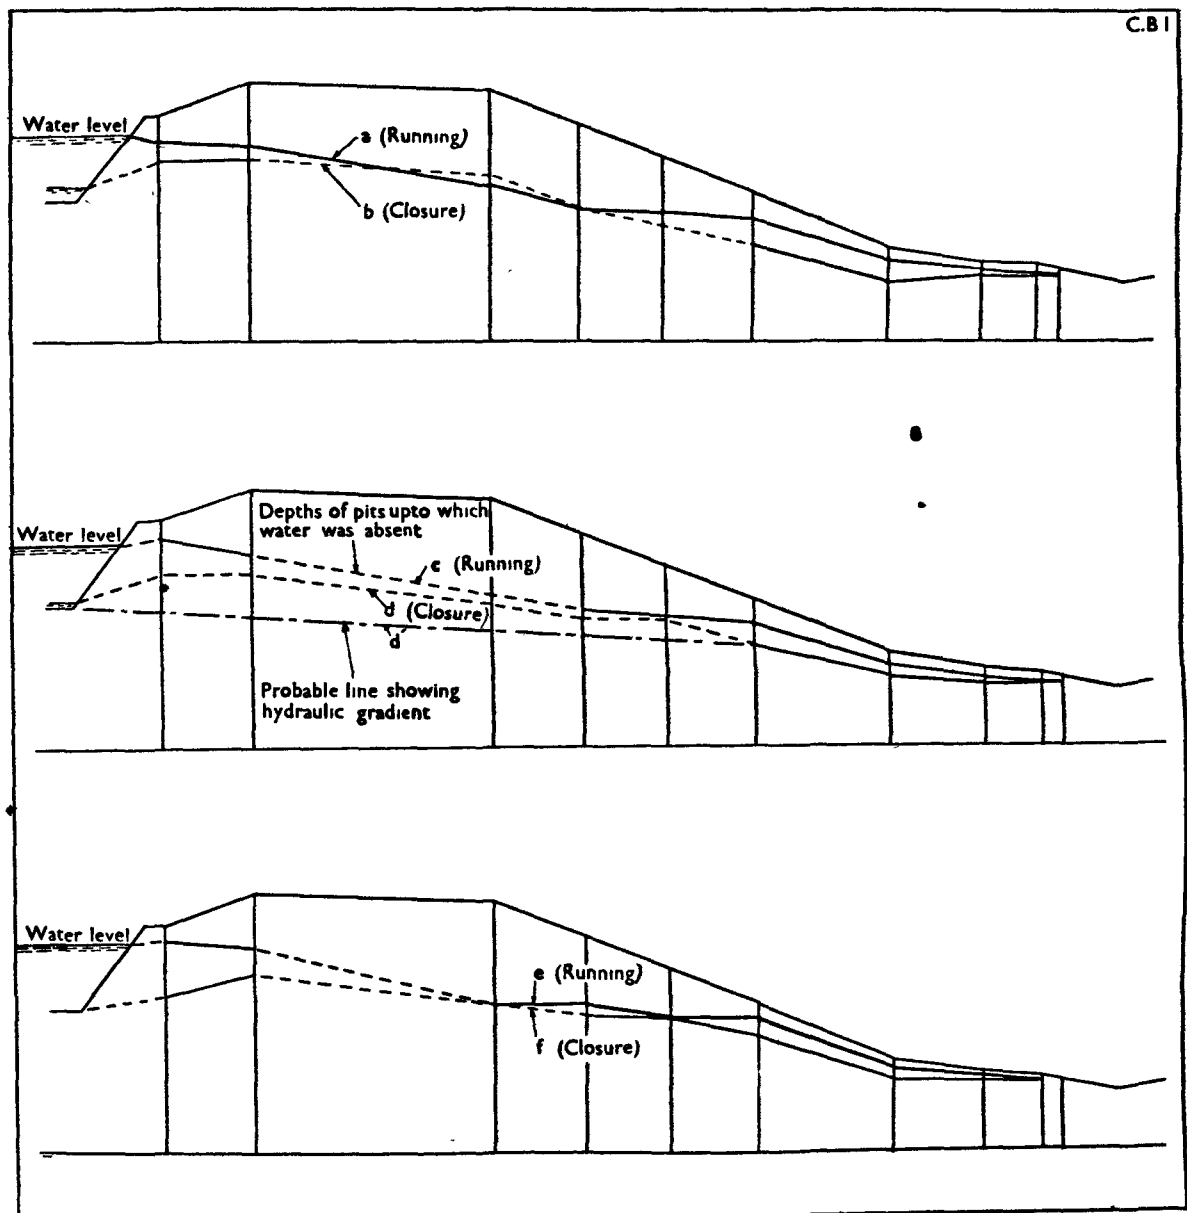 C.B I
Water level
a (Running)
b (Closure)
Depths of pits upto which
water was absent
Water level
c (Running)
d (Closure)
d
Probable line showing
hydraulic gradient
Water level
e (Running)
f (Closure)